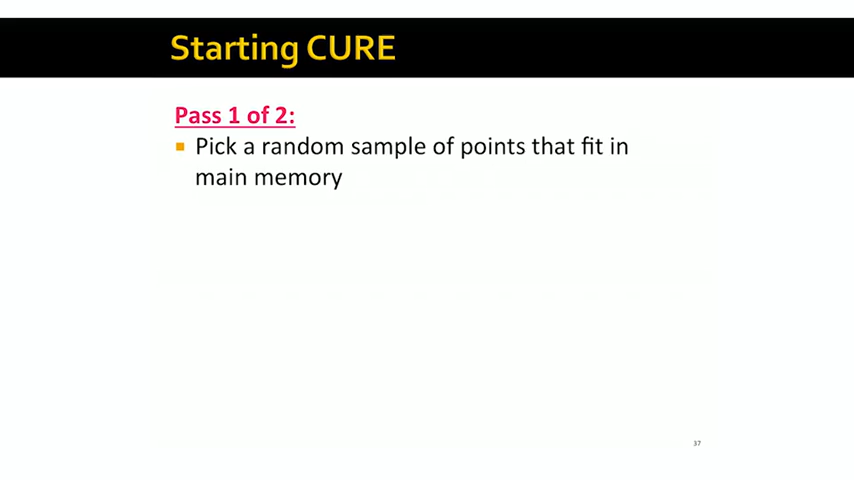 Starting CURE
Pass 1 of 2:
Pick a random sample of points that fit in
main memory
37